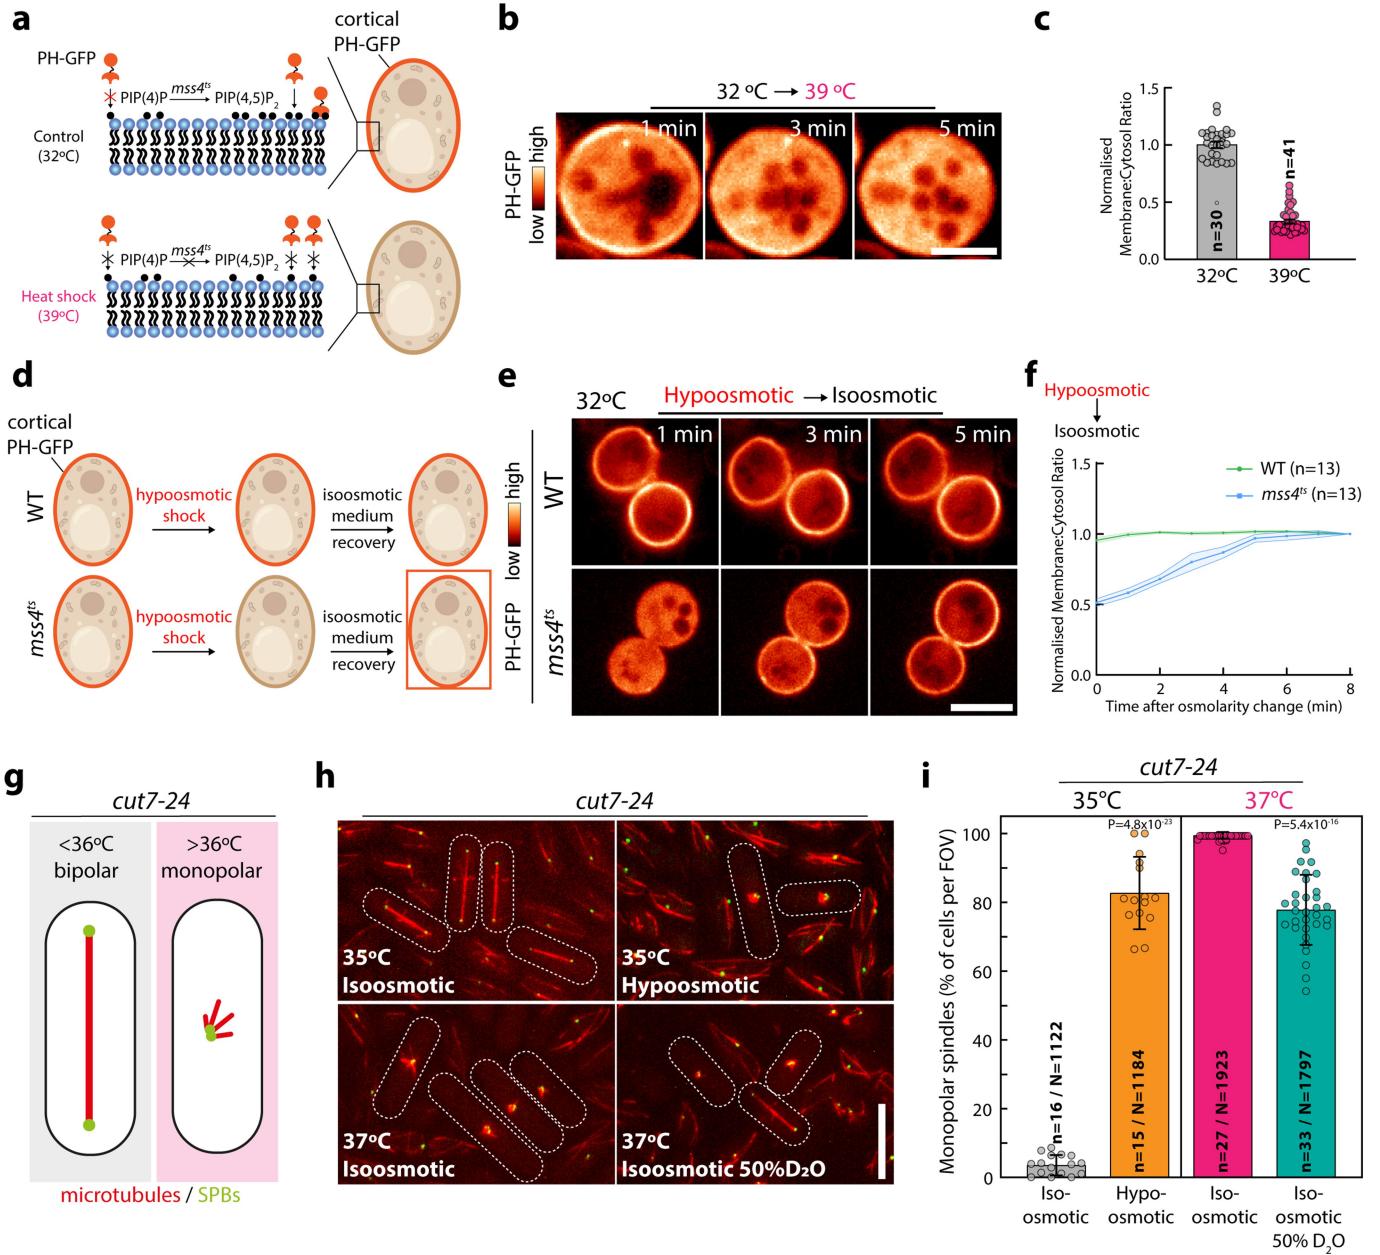 a
cortical
PH-GFP
PH-GFP
PIP(4)P mss4ts PIP(4,5)P2
Control
(32ºC)
PIP(4)P mss4ts PIP(4,5)P2
Heat shock
(39ºC)
b
32 ºC → 39 ºC
1 min
3 min
5 min
PH-GFP
low high
c
Normalised
Membrane:Cytosol Ratio
1.5
1.0
0.5
0.0
n=30
n=41
32ºC
39ºC
d
cortical
PH-GFP
WT
hypoosmotic
shock
isoosmotic
medium
recovery
mss4ts
hypoosmotic
shock
isoosmotic
medium
recovery
e
32ºC
Hypoosmotic → Isoosmotic
1 min
3 min
5 min
WT
mss4ts
PH-GFP
low high
f
Hypoosmotic
Isoosmotic
Normalised Membrane:Cytosol Ratio
1.5
1.0
0.5
0.0
WT (n=13)
mss4ts (n=13)
0 2 4 6 8
Time after osmolarity change (min)
g
cut7-24
<36ºC
bipolar
>36ºC
monopolar
microtubules / SPBs
h
cut7-24
35ºC
Isoosmotic
35ºC
Hypoosmotic
37ºC
Isoosmotic
37ºC
Isoosmotic 50%D2O
i
cut7-24
35ºC
37°C
P=4.8x10-23
P=5.4x10-16
Monopolar spindles (% of cells per FOV)
100
80
60
40
20
0
n=16 / N=1122
n=15 / N=1184
n=27 / N=1923
n=33 / N=1797
Iso-
osmotic
Hypo-
osmotic
Iso-
osmotic
Iso-
osmotic
50% D2O